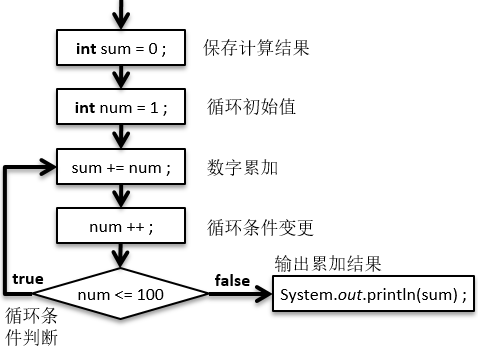 int sum = 0 ;
保存计算结果
int num = 1 ;
循环初始值
sum += num ;
数字累加
num ++ ;
循环条件变更
true
num <= 100
false
输出累加结果
System.out.println(sum) ;
循环条
件判断